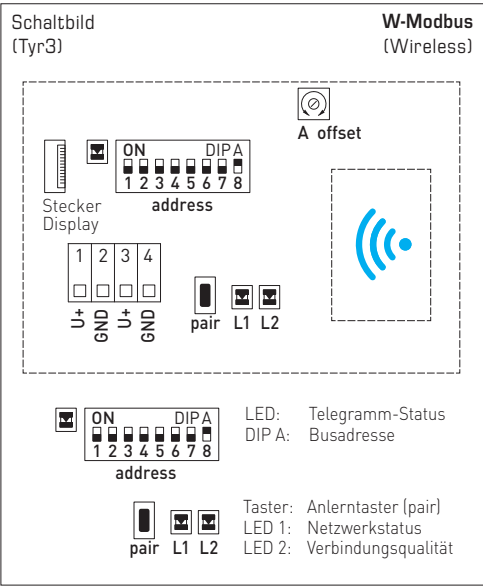 Schaltbild
(Tyr3)
W-Modbus
(Wireless)
A offset
ON DIP A
1 2 3 4 5 6 7 8
address
Stecker
Display
1 2 3 4
U+ GND U+ GND
pair L1 L2
ON DIP A
1 2 3 4 5 6 7 8
address
LED: Telegramm-Status
DIP A: Busadresse
pair L1 L2
Taster: Anlerntaster (pair)
LED 1: Netzwerkstatus
LED 2: Verbindungsqualität